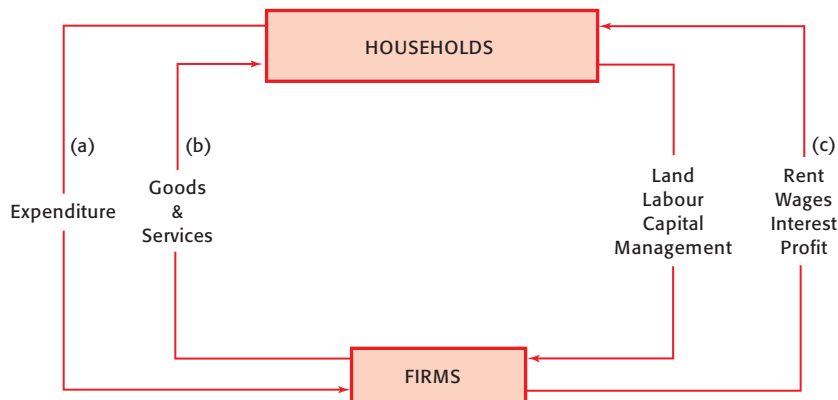 HOUSEHOLDS
(a)
(b)
(c)
Expenditure
Goods
&
Services
Land
Labour
Capital
Management
Rent
Wages
Interest
Profit
FIRMS